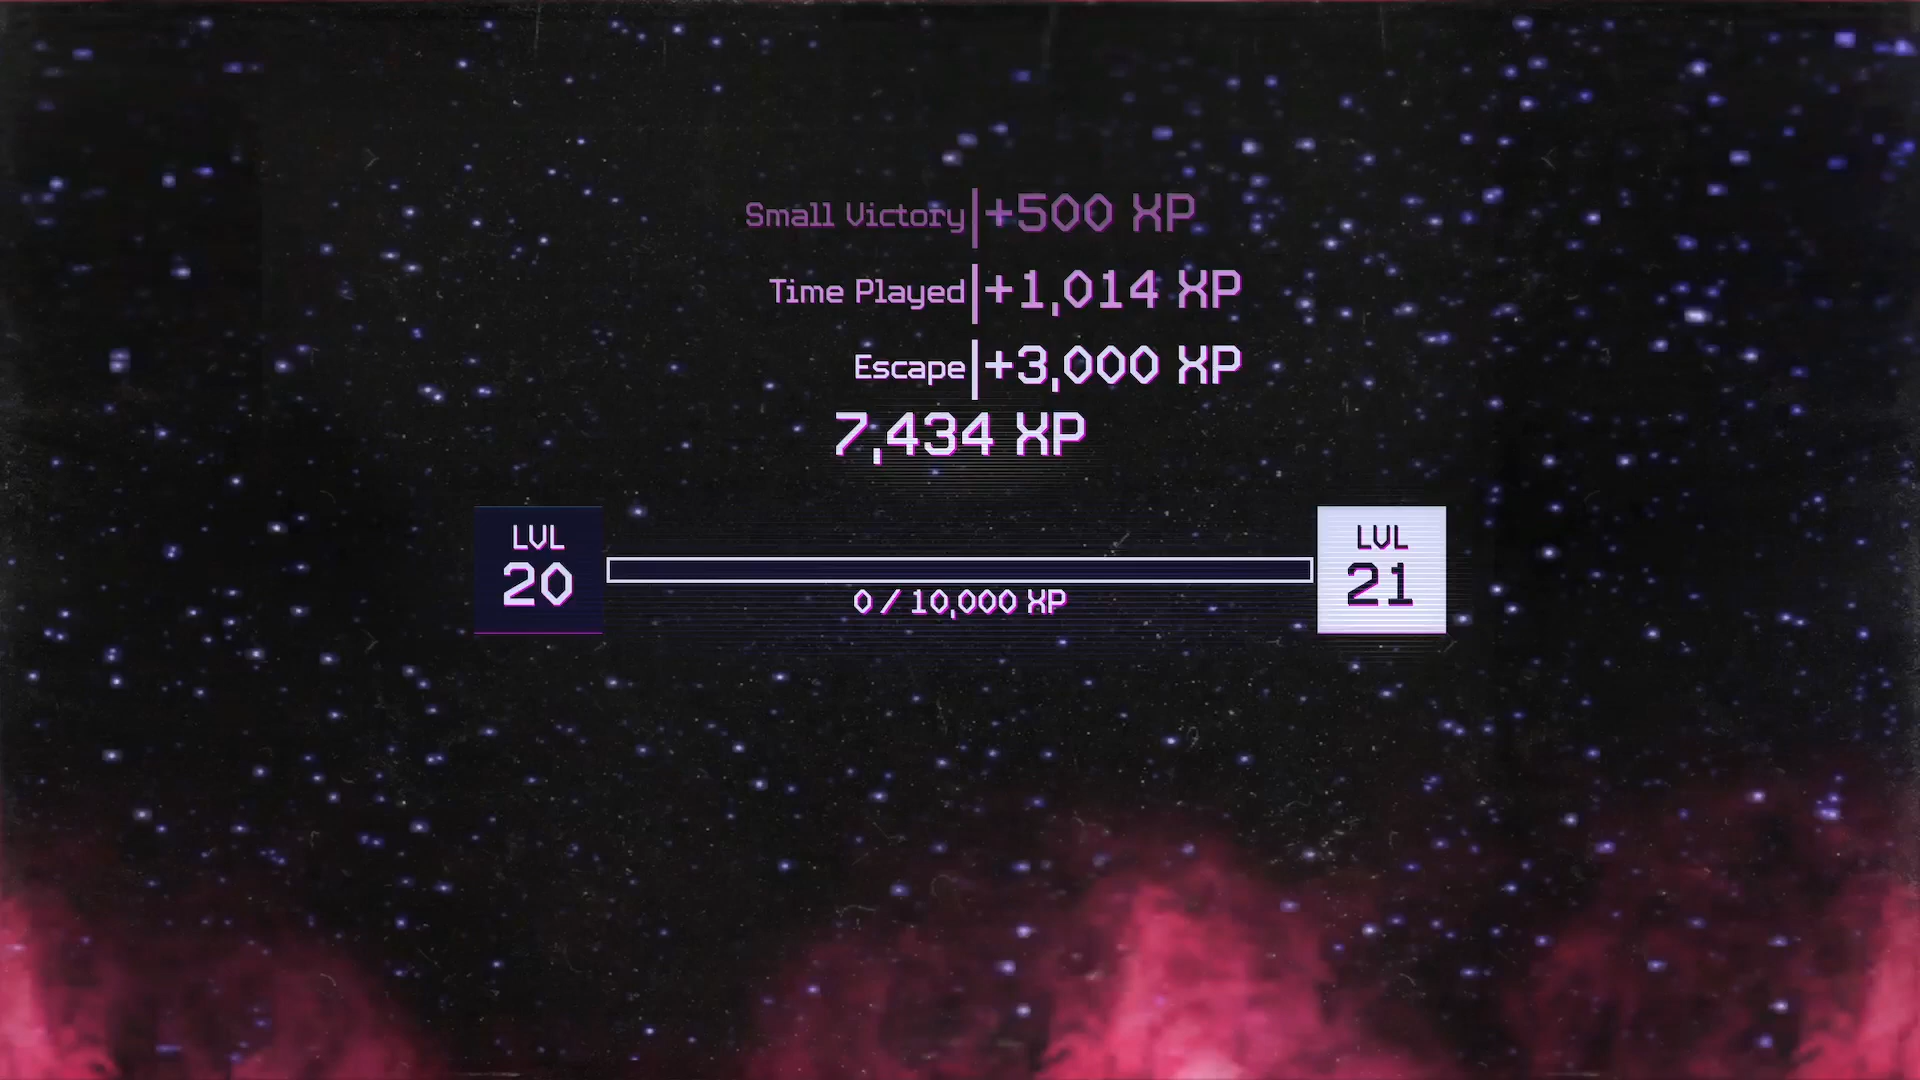 Small Victory +500 XP
Time Played +1,014 XP
Escape +3,000 XP
7,434 XP
LVL
20
0 / 10,000 XP
LVL
21